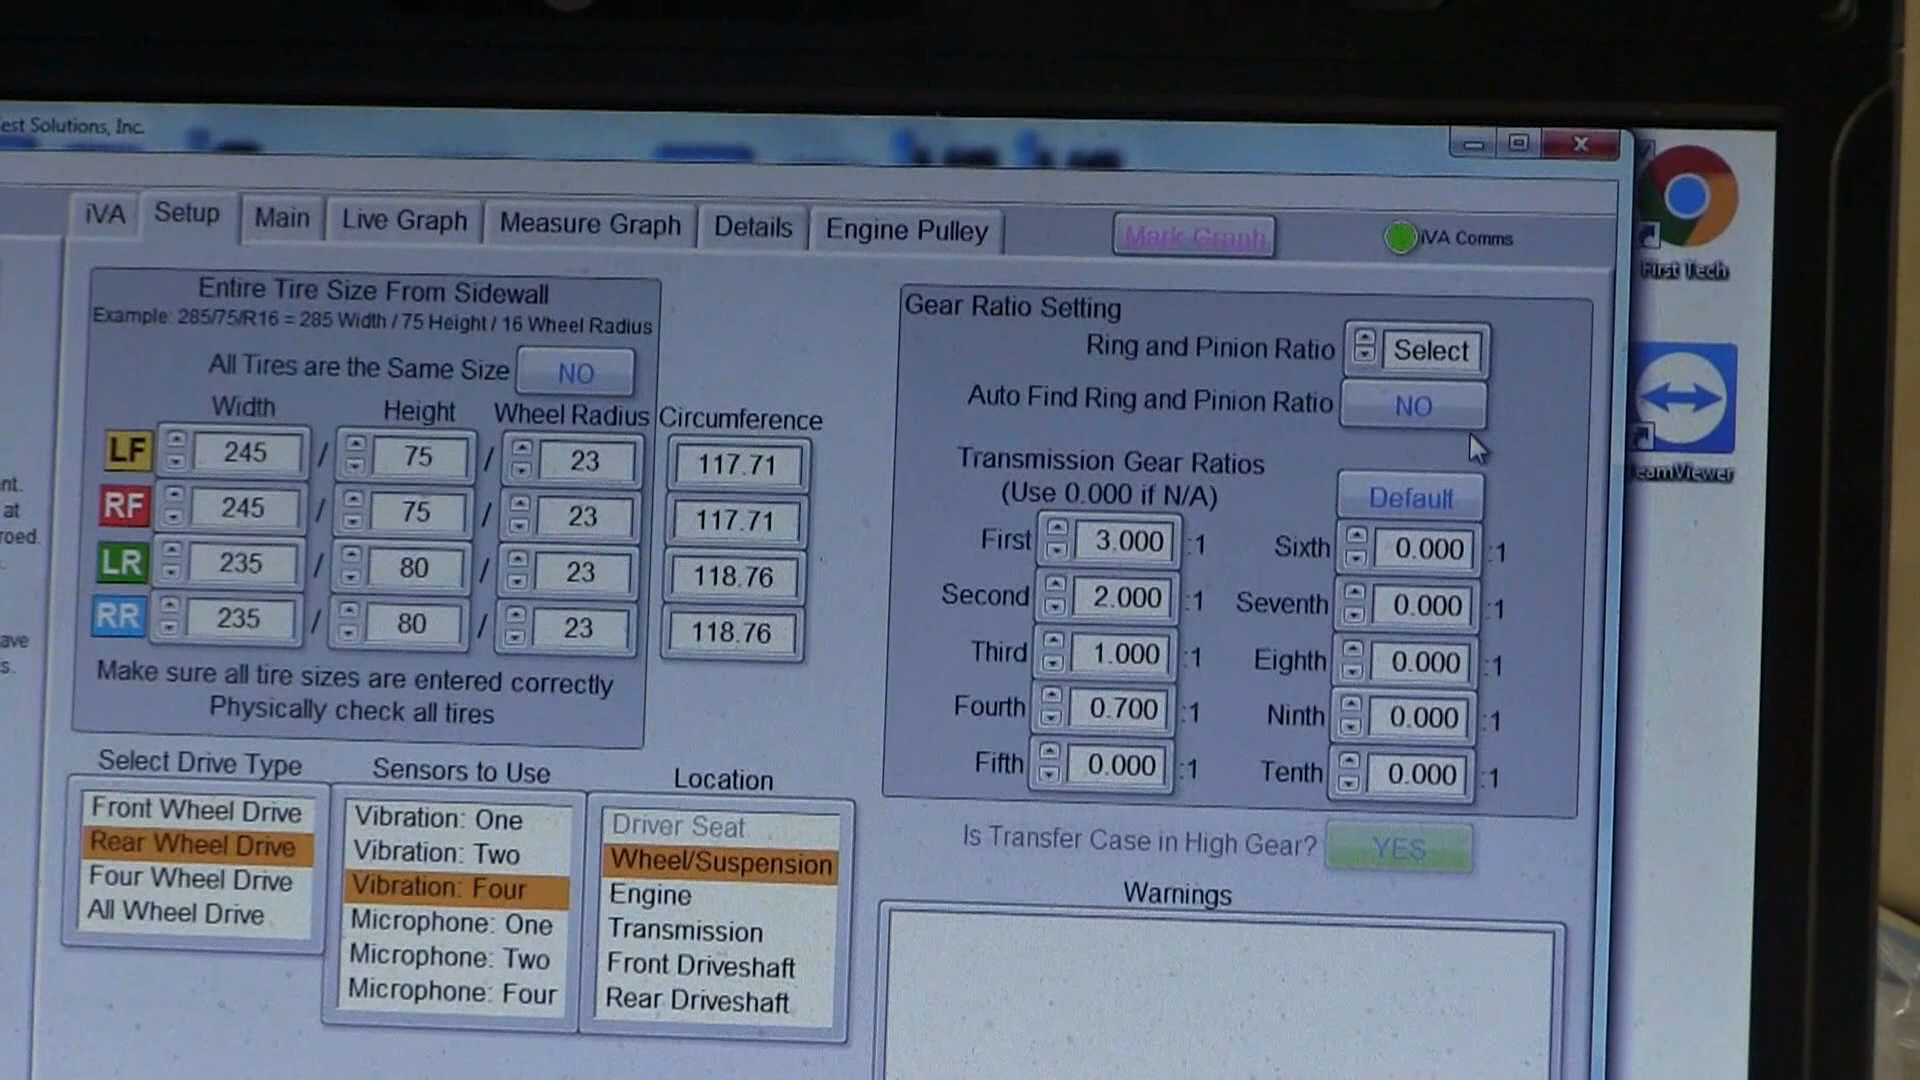 est Solutions, Inc.
iVA Setup Main Live Graph Measure Graph Details Engine Pulley Mark Graph iVA Comms
First Tech
Entire Tire Size From Sidewall
Example: 285/75/R16 = 285 Width / 75 Height / 16 Wheel Radius
All Tires are the Same Size NO
Width Height Wheel Radius Circumference
LF 245 / 75 / 23 117.71
RF 245 / 75 / 23 117.71
LR 235 / 80 / 23 118.76
RR 235 / 80 / 23 118.76
Make sure all tire sizes are entered correctly
Physically check all tires
nt.
at
roed.
ave
s.
Gear Ratio Setting
Ring and Pinion Ratio Select
Auto Find Ring and Pinion Ratio NO
Transmission Gear Ratios
(Use 0.000 if N/A) Default
First 3.000 :1 Sixth 0.000 :1
Second 2.000 :1 Seventh 0.000 :1
Third 1.000 :1 Eighth 0.000 :1
Fourth 0.700 :1 Ninth 0.000 :1
Fifth 0.000 :1 Tenth 0.000 :1
Is Transfer Case in High Gear? YES
Warnings
eamViewer
Select Drive Type
Front Wheel Drive
Rear Wheel Drive
Four Wheel Drive
All Wheel Drive
Sensors to Use
Vibration: One
Vibration: Two
Vibration: Four
Microphone: One
Microphone: Two
Microphone: Four
Location
Driver Seat
Wheel/Suspension
Engine
Transmission
Front Driveshaft
Rear Driveshaft